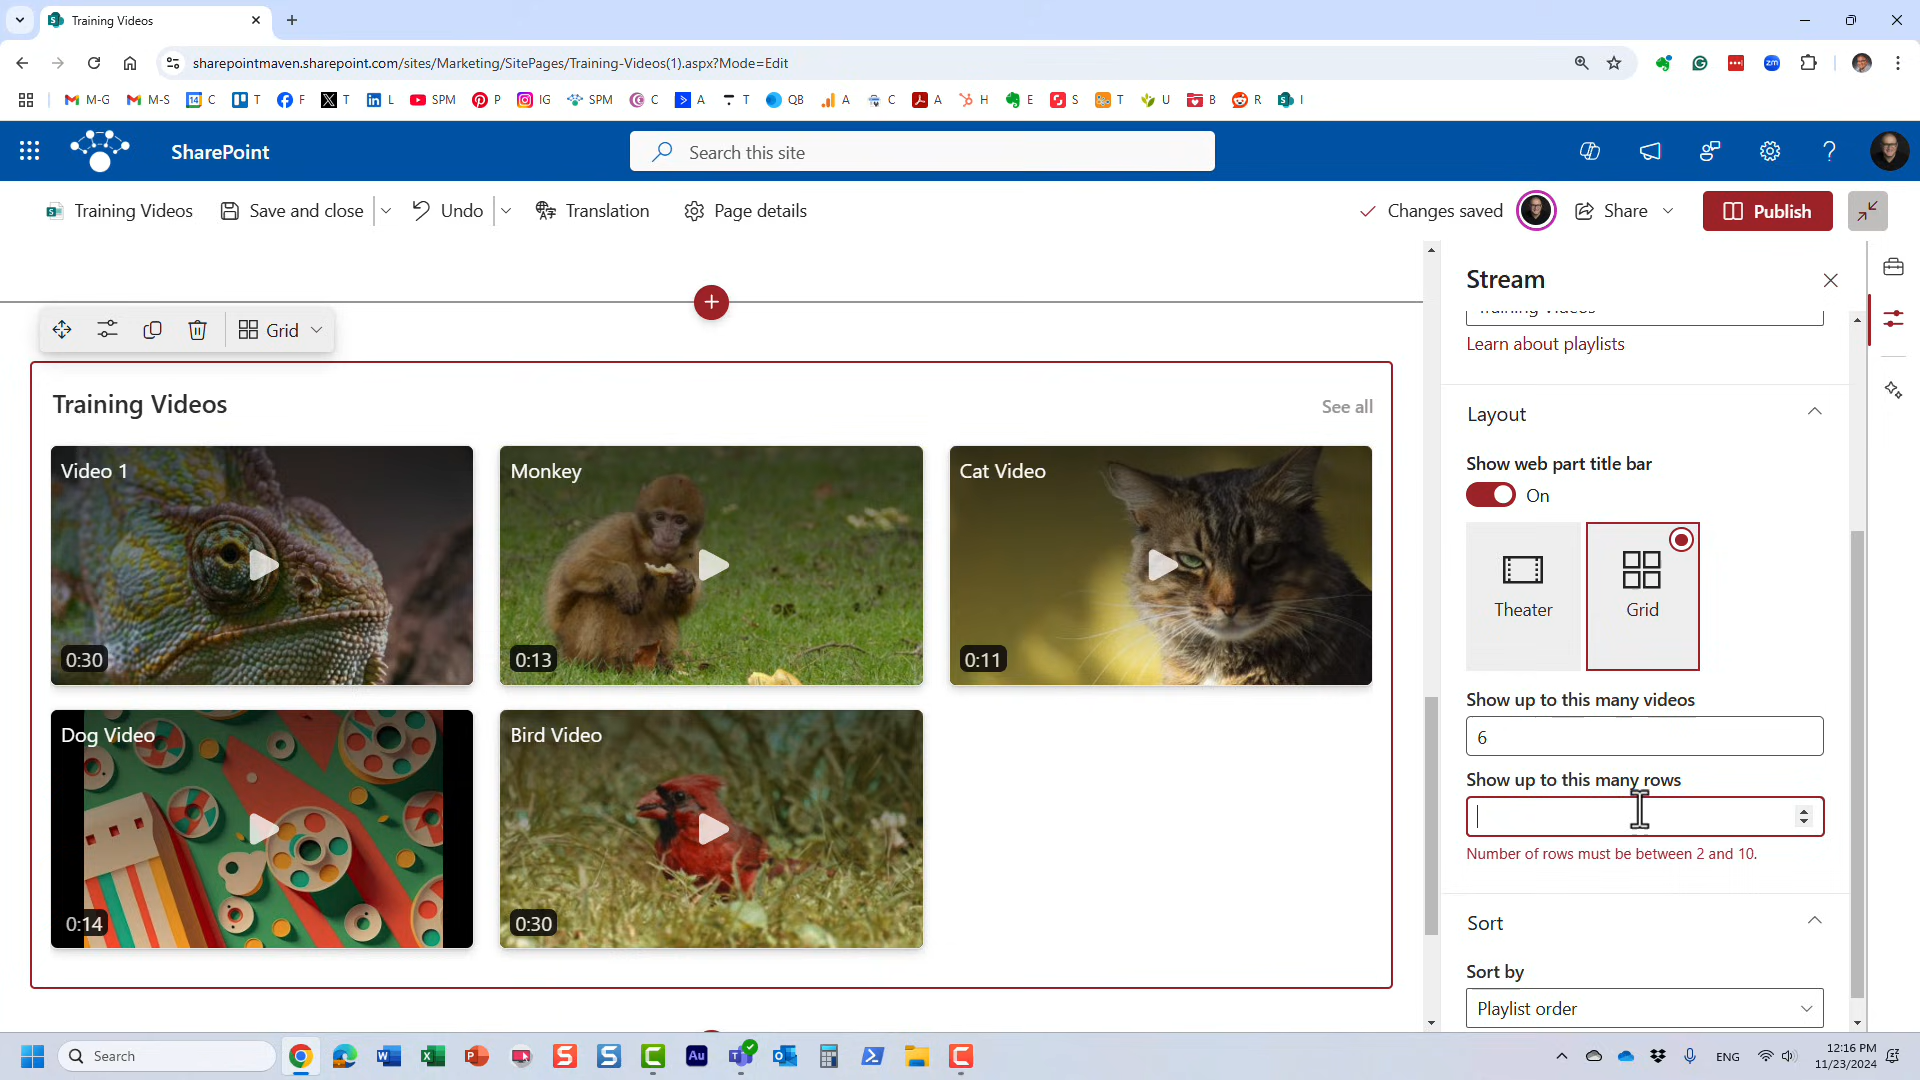 Training Videos
sharepointmaven.sharepoint.com/sites/Marketing/SitePages/Training-Videos(1).aspx?Mode=Edit
M-G M-S C T F T L SPM P IG SPM C A T QB A C A H E S T U B R I
SharePoint
Search this site
Training Videos Save and close Undo Translation Page details
Changes saved Share Publish
Grid
Training Videos
See all
Video 1
0:30
Monkey
0:13
Cat Video
0:11
Dog Video
0:14
Bird Video
0:30
Stream
Training Videos
Learn about playlists
Layout
Show web part title bar
On
Theater
Grid
Show up to this many videos
6
Show up to this many rows
Number of rows must be between 2 and 10.
Sort
Sort by
Playlist order
Search
ENG
12:16 PM
11/23/2024